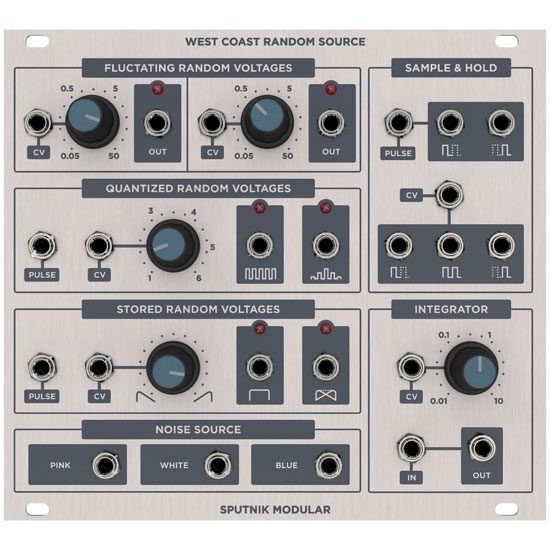 WEST COAST RANDOM SOURCE
FLUCTATING RANDOM VOLTAGES
0.5 5
CV
0.05 50
OUT
0.5 5
CV
0.05 50
OUT
SAMPLE & HOLD
PULSE
CV
QUANTIZED RANDOM VOLTAGES
3 4
5
PULSE
CV
1 6
STORED RANDOM VOLTAGES
PULSE
CV
INTEGRATOR
0.1 1
CV
0.01 10
IN
OUT
NOISE SOURCE
PINK
WHITE
BLUE
SPUTNIK MODULAR